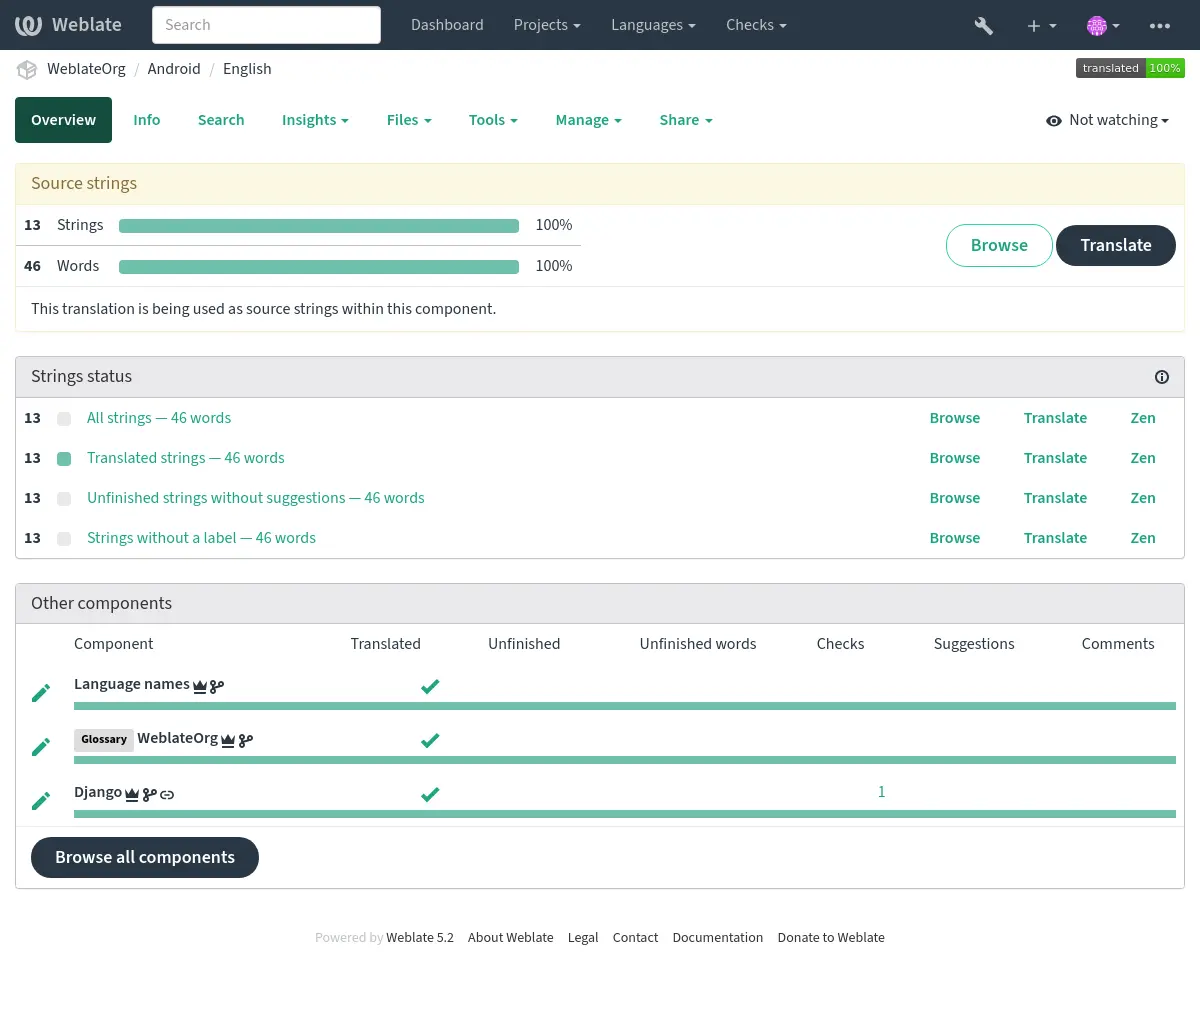 Weblate Search Dashboard Projects Languages Checks
WeblateOrg / Android / English translated 100%
Overview Info Search Insights Files Tools Manage Share Not watching
Source strings
13 Strings 100%
Browse Translate
46 Words 100%
This translation is being used as source strings within this component.
Strings status
13 All strings — 46 words Browse Translate Zen
13 Translated strings — 46 words Browse Translate Zen
13 Unfinished strings without suggestions — 46 words Browse Translate Zen
13 Strings without a label — 46 words Browse Translate Zen
Other components
Component Translated Unfinished Unfinished words Checks Suggestions Comments
Language names
Glossary WeblateOrg
Django 1
Browse all components
Powered by Weblate 5.2 About Weblate Legal Contact Documentation Donate to Weblate